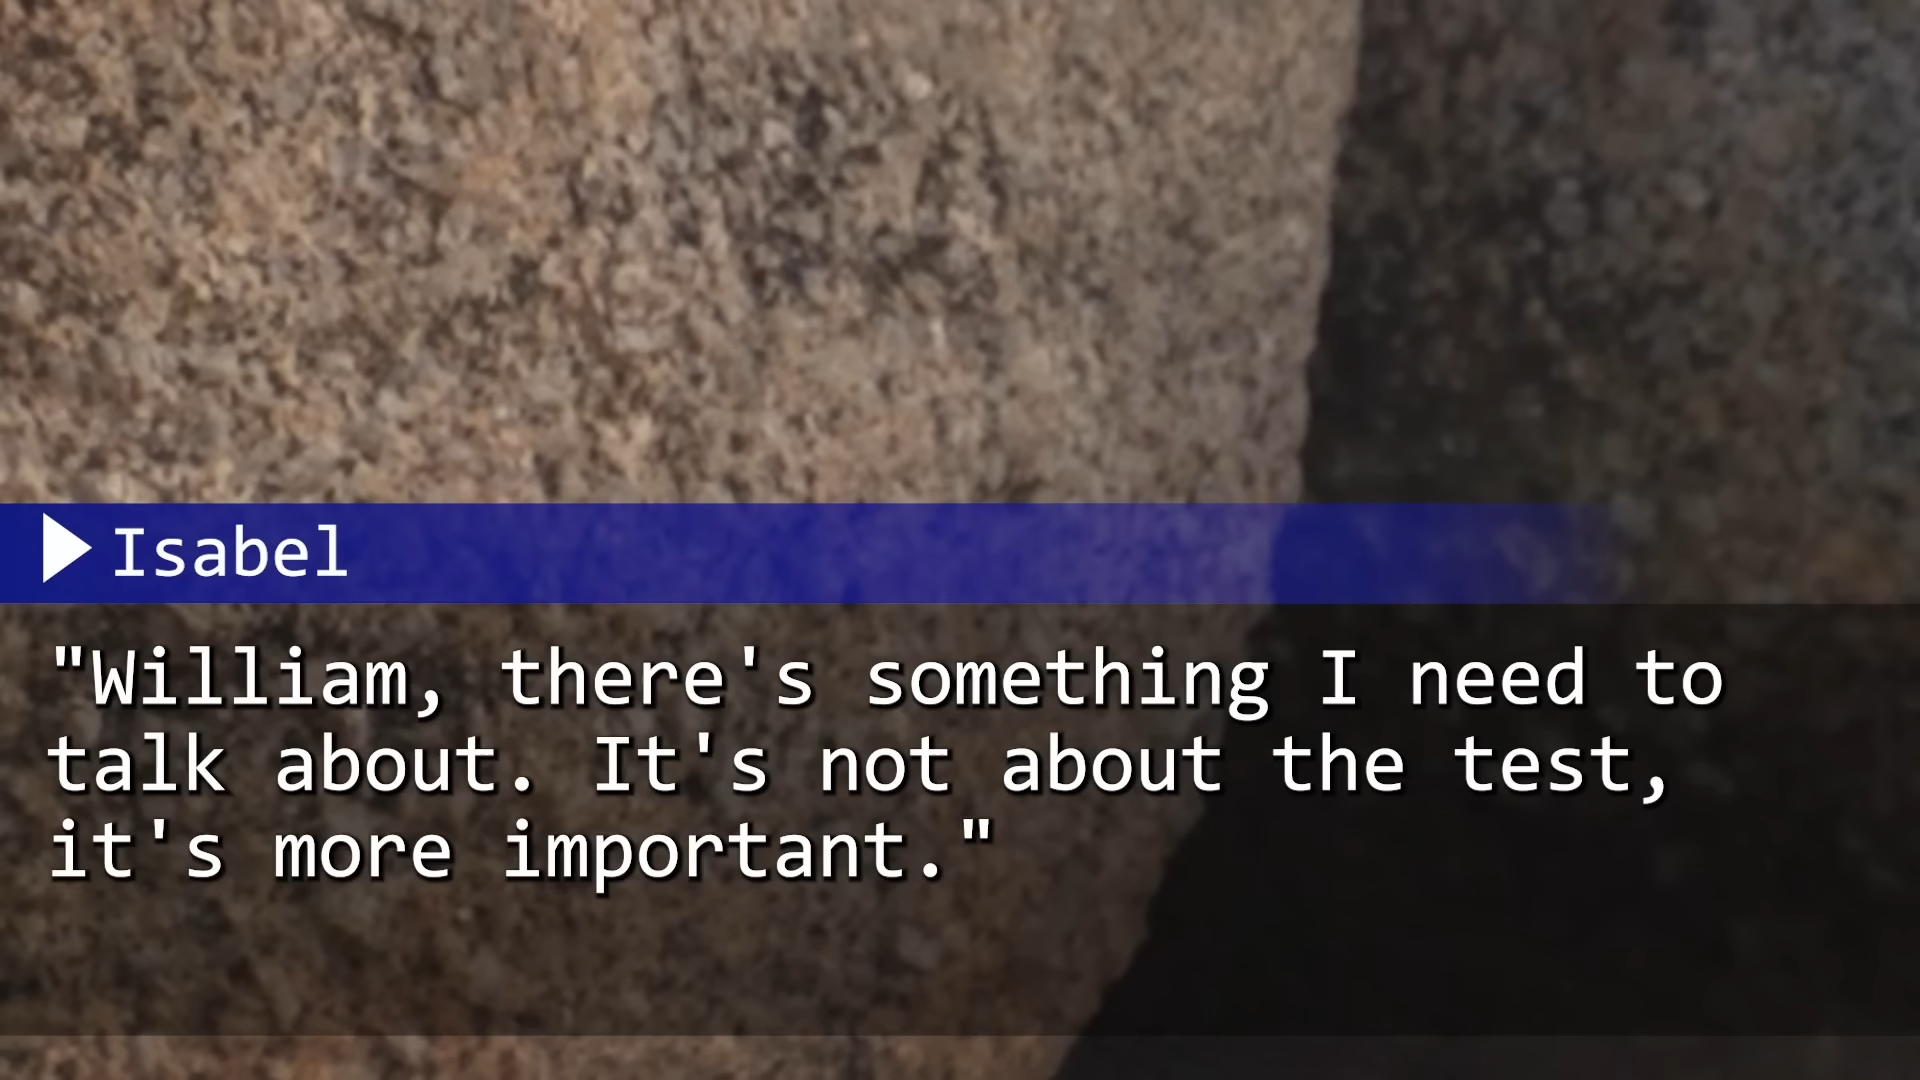 Isabel
"William, there's something I need to
talk about. It's not about the test,
it's more important."